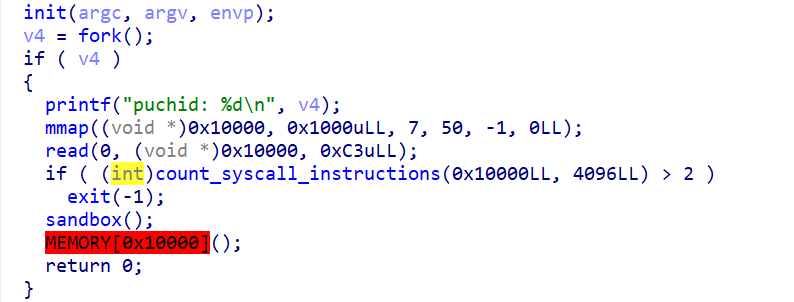 init(argc, argv, envp);
v4 = fork();
if ( v4 )
{
printf("puchid: %d\n", v4);
mmap((void *)0x10000, 0x1000uLL, 7, 50, -1, 0LL);
read(0, (void *)0x10000, 0xC3uLL);
if ( (int)count_syscall_instructions(0x10000LL, 4096LL) > 2 )
exit(-1);
sandbox();
MEMORY[0x10000]();
return 0;
}